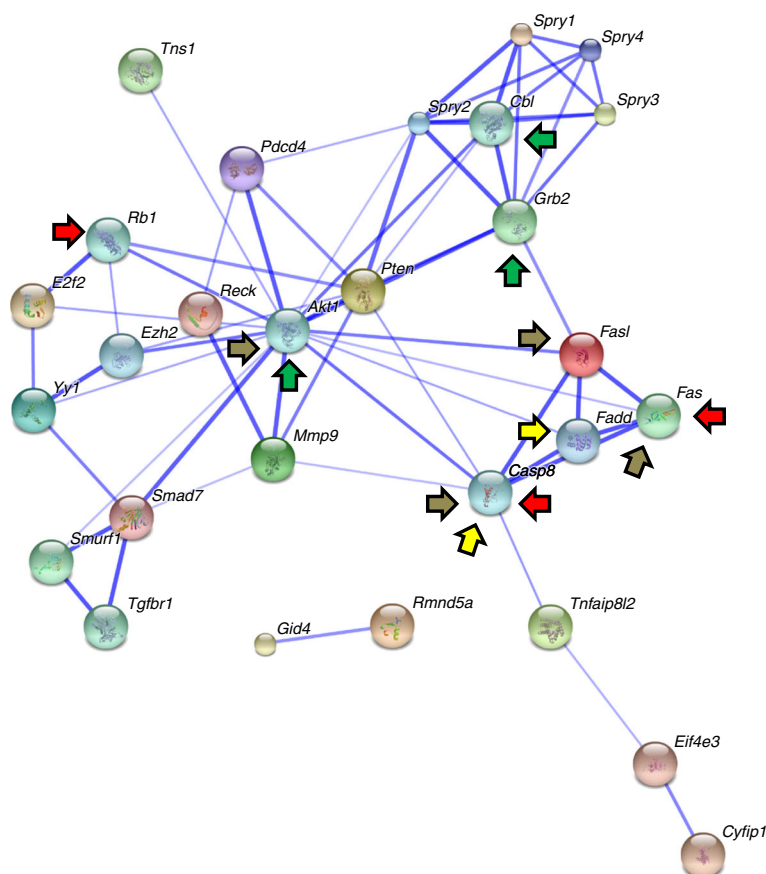 Spry1
Tns1
Spry4
Spry2
Cbl
Spry3
Pdcd4
Grb2
Rb1
Pten
E2f2
Reck
Akt1
Ezh2
Fasl
Yy1
Fas
Fadd
Mmp9
Casp8
Smad7
Smurf1
Tgfbr1
Gid4
Rmnd5a
Tnfaip8l2
Eif4e3
Cyfip1